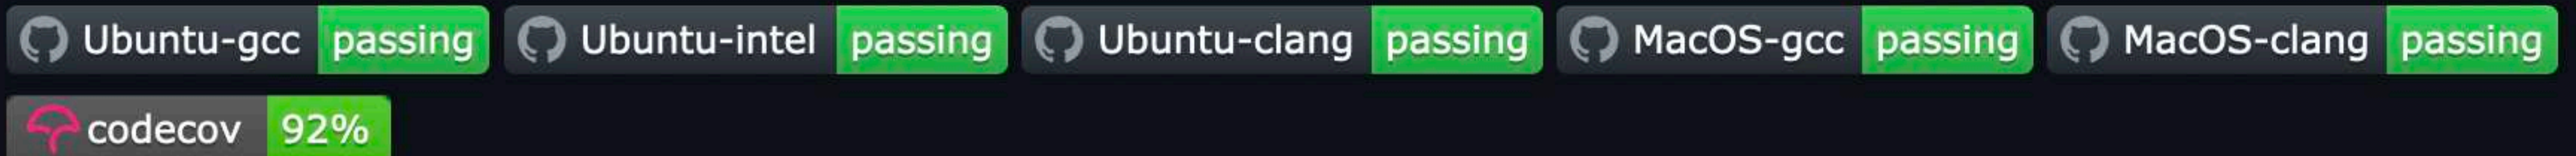 Ubuntu-gcc passing Ubuntu-intel passing Ubuntu-clang passing MacOS-gcc passing MacOS-clang passing
codecov 92%